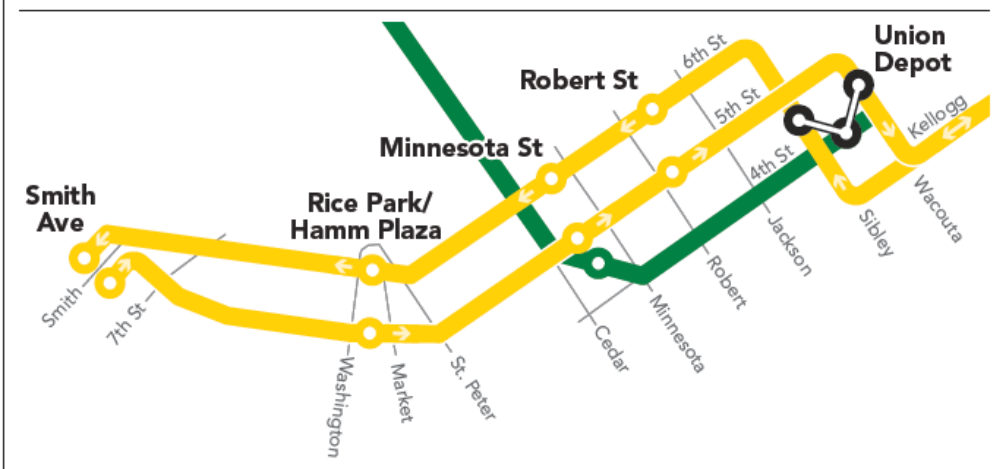 Union
Depot
6th St
Robert St
5th St
Kellogg
Minnesota St
4th St
Smith
Ave
Rice Park/
Hamm Plaza
Wacouta
Sibley
Jackson
Robert
Smith
7th St
Minnesota
Cedar
St. Peter
Market
Washington